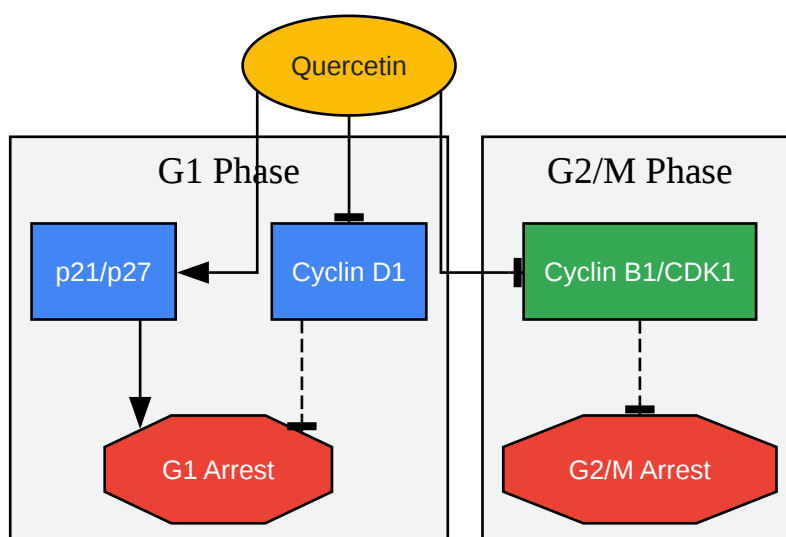 Quercetin
G1 Phase
G2/M Phase
p21/p27
Cyclin D1
Cyclin B1/CDK1
G1 Arrest
G2/M Arrest